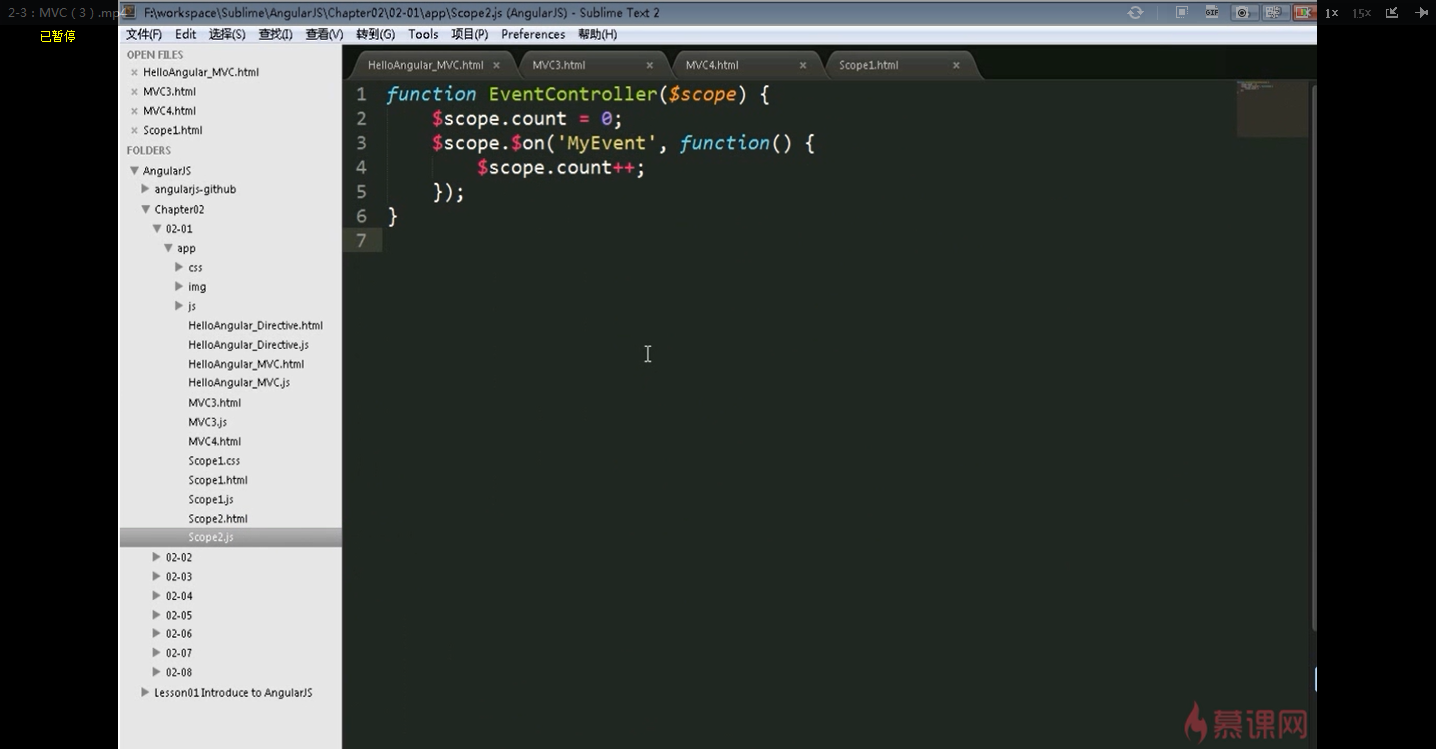 2-3 : MVC ( 3 ) .mp4
已暂停
F:\workspace\Sublime\AngularJS\Chapter02\02-01\app\Scope2.js (AngularJS) - Sublime Text 2
GIF
1x 15x
文件(F) Edit 选择(S) 查找(I) 查看(V) 转到(G) Tools 项目(P) Preferences 帮助(H)
OPEN FILES
HelloAngular_MVC.html
MVC3.html
MVC4.html
Scope1.html
FOLDERS
AngularJS
angularjs-github
Chapter02
02-01
app
css
img
js
HelloAngular_Directive.html
HelloAngular_Directive.js
HelloAngular_MVC.html
HelloAngular_MVC.js
MVC3.html
MVC3.js
MVC4.html
Scope1.css
Scope1.html
Scope1.js
Scope2.html
Scope2.js
02-02
02-03
02-04
02-05
02-06
02-07
02-08
Lesson01 Introduce to AngularJS
HelloAngular_MVC.html MVC3.html MVC4.html Scope1.html
1 function EventController($scope) {
2 $scope.count = 0;
3 $scope.$on('MyEvent', function() {
4 $scope.count++;
5 });
6 }
7
慕课网